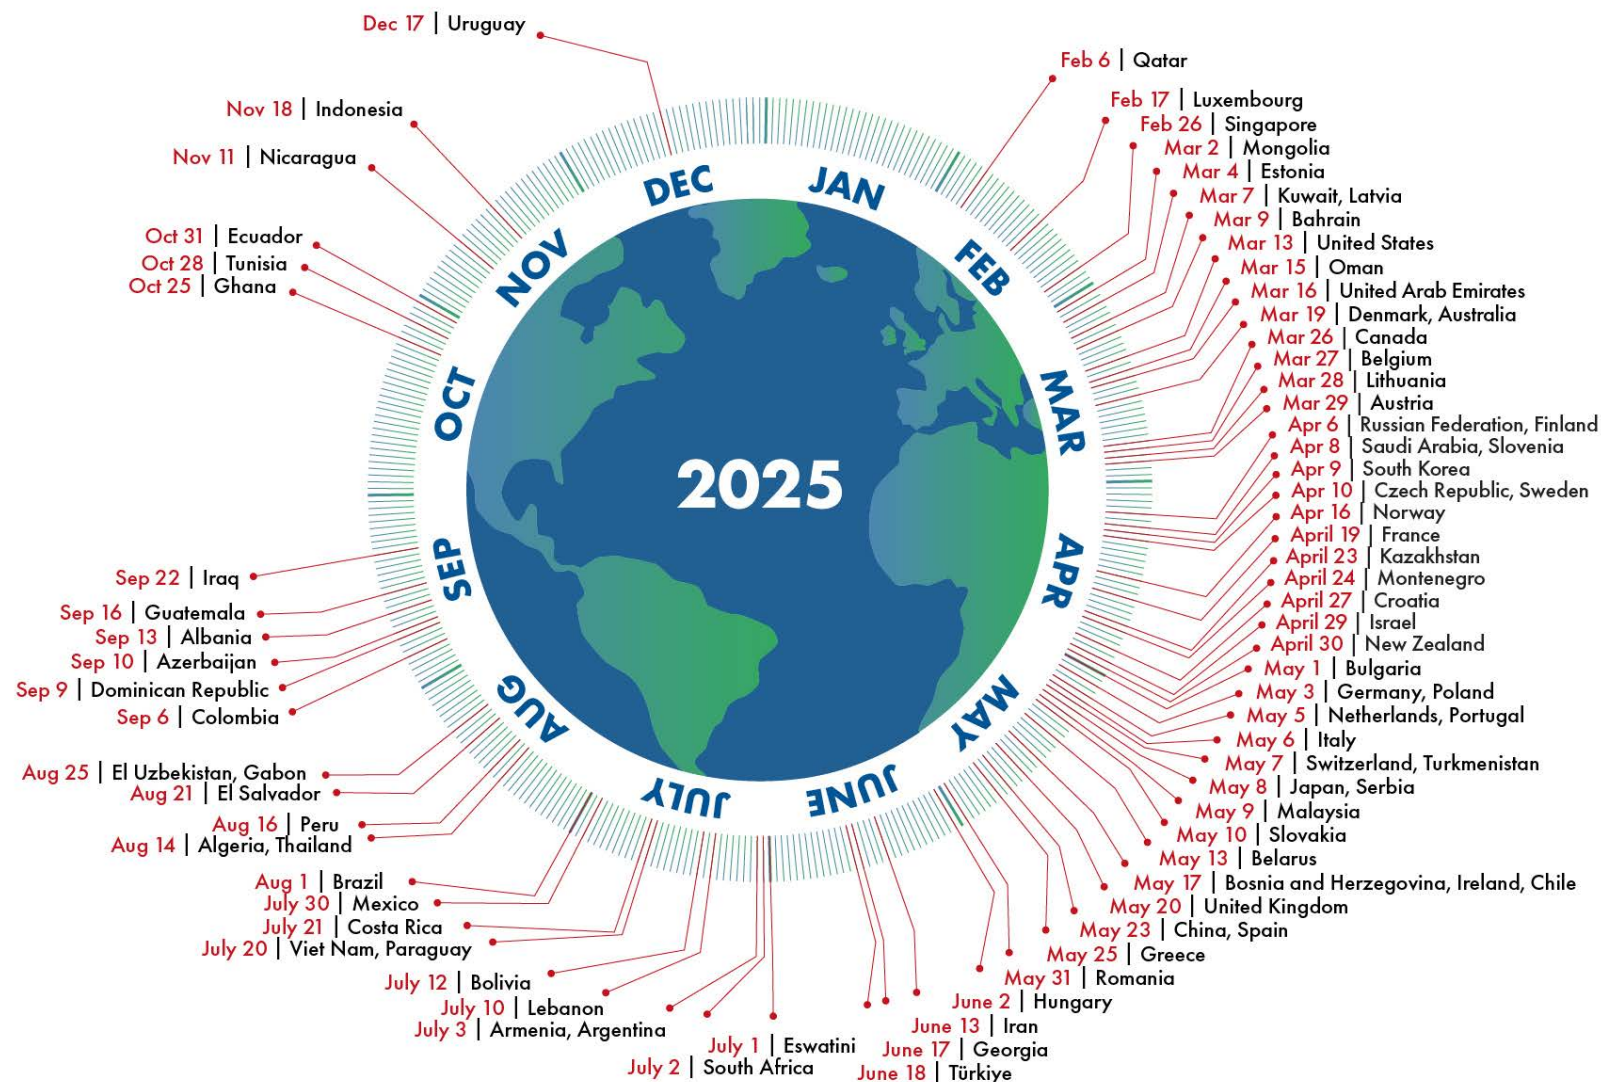 Dec 17 | Uruguay
Feb 6 | Qatar
Feb 17 | Luxembourg
Feb 26 | Singapore
Mar 2 | Mongolia
Mar 4 | Estonia
Mar 7 | Kuwait, Latvia
Mar 9 | Bahrain
Mar 13 | United States
Mar 15 | Oman
Mar 16 | United Arab Emirates
Mar 19 | Denmark, Australia
Mar 26 | Canada
Mar 27 | Belgium
Mar 28 | Lithuania
Mar 29 | Austria
Apr 6 | Russian Federation, Finland
Apr 8 | Saudi Arabia, Slovenia
Apr 9 | South Korea
Apr 10 | Czech Republic, Sweden
Apr 16 | Norway
April 19 | France
April 23 | Kazakhstan
April 24 | Montenegro
April 27 | Croatia
April 29 | Israel
April 30 | New Zealand
May 1 | Bulgaria
May 3 | Germany, Poland
May 5 | Netherlands, Portugal
May 6 | Italy
May 7 | Switzerland, Turkmenistan
May 8 | Japan, Serbia
May 9 | Malaysia
May 10 | Slovakia
May 13 | Belarus
May 17 | Bosnia and Herzegovina, Ireland, Chile
May 20 | United Kingdom
May 23 | China, Spain
May 25 | Greece
May 31 | Romania
June 2 | Hungary
June 13 | Iran
June 17 | Georgia
June 18 | Türkiye
July 1 | Eswatini
July 2 | South Africa
July 3 | Armenia, Argentina
July 10 | Lebanon
July 12 | Bolivia
July 20 | Viet Nam, Paraguay
July 21 | Costa Rica
July 30 | Mexico
Aug 1 | Brazil
Aug 14 | Algeria, Thailand
Aug 16 | Peru
Aug 21 | El Salvador
Aug 25 | El Uzbekistan, Gabon
Sep 6 | Colombia
Sep 9 | Dominican Republic
Sep 10 | Azerbaijan
Sep 13 | Albania
Sep 16 | Guatemala
Sep 22 | Iraq
Oct 25 | Ghana
Oct 28 | Tunisia
Oct 31 | Ecuador
Nov 11 | Nicaragua
Nov 18 | Indonesia
JAN
FEB
MAR
APR
MAY
JUNE
JULY
AUG
SEP
OCT
NOV
DEC
2025